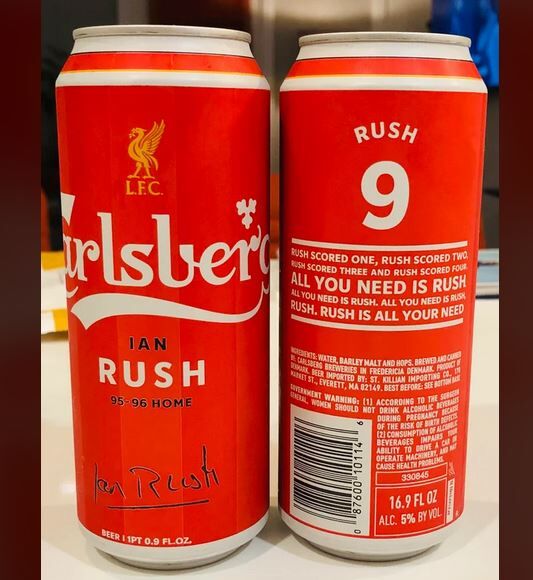 L.F.C.
Carlsberg
IAN
RUSH
95-96 HOME
Ian Rush
BEER | 1PT 0.9 FL.OZ.
RUSH
9
RUSH SCORED ONE, RUSH SCORED TWO,
RUSH SCORED THREE AND RUSH SCORED FOUR.
ALL YOU NEED IS RUSH
ALL YOU NEED IS RUSH. ALL YOU NEED IS RUSH,
RUSH. RUSH IS ALL YOUR NEED
INGREDIENTS: WATER, BARLEY MALT AND HOPS. BREWED AND CANNED
BY, CARLSBERG BREWERIES IN FREDERICIA DENMARK. PRODUCT OF
DENMARK. BEER IMPORTED BY: ST. KILLIAN IMPORTING CO., 170
MARKET ST., EVERETT, MA 02149. BEST BEFORE: SEE BOTTOM BASE
GOVERNMENT WARNING: (1) ACCORDING TO THE SURGEON
GENERAL, WOMEN SHOULD NOT DRINK ALCOHOLIC BEVERAGES
DURING PREGNANCY BECAUSE
OF THE RISK OF BIRTH DEFECTS.
(2) CONSUMPTION OF ALCOHOLIC
BEVERAGES IMPAIRS YOUR
ABILITY TO DRIVE A CAR OR
OPERATE MACHINERY, AND MAY
CAUSE HEALTH PROBLEMS.
330845
0 87600 10114 6
16.9 FL OZ
ALC. 5% BY VOL.